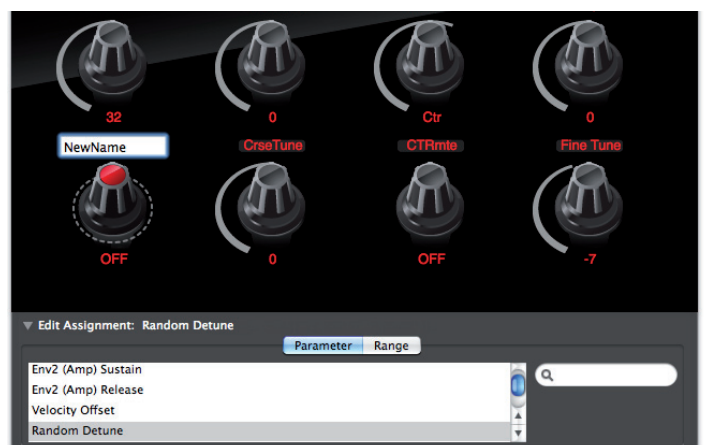 32 0 Ctr 0
NewName CrseTune CTRmte Fine Tune
OFF 0 OFF -7
Edit Assignment: Random Detune
Parameter Range
Env2 (Amp) Sustain
Env2 (Amp) Release
Velocity Offset
Random Detune